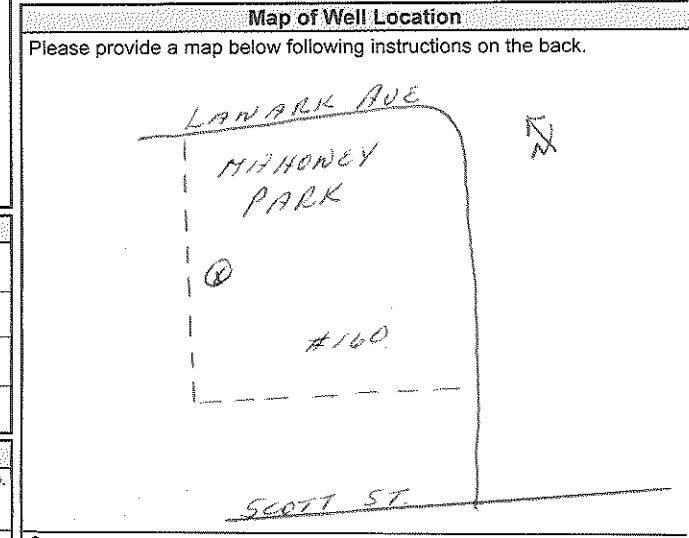 Map of Well Location
Please provide a map below following instructions on the back.
LANARK AVE
N
MAHONEY
PARK
#160
SCOTT ST.